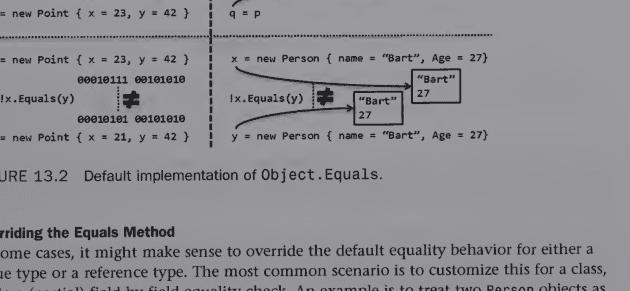 = new Point { x = 23, y = 42 }
q = p
= new Point { x = 23, y = 42 }
x = new Person { name = “Bart”, Age = 27}
00010111 00101010
“Bart”
27
!x.Equals(y)
≠
!x.Equals(y)
≠
“Bart”
27
00010101 00101010
= new Point { x = 21, y = 42 }
y = new Person { name = “Bart”, Age = 27}
URE 13.2 Default implementation of Object.Equals.
rriding the Equals Method
ome cases, it might make sense to override the default equality behavior for either a
ue type or a reference type. The most common scenario is to customize this for a class,
field-by-field equality check. An example is to treat two Person objects as